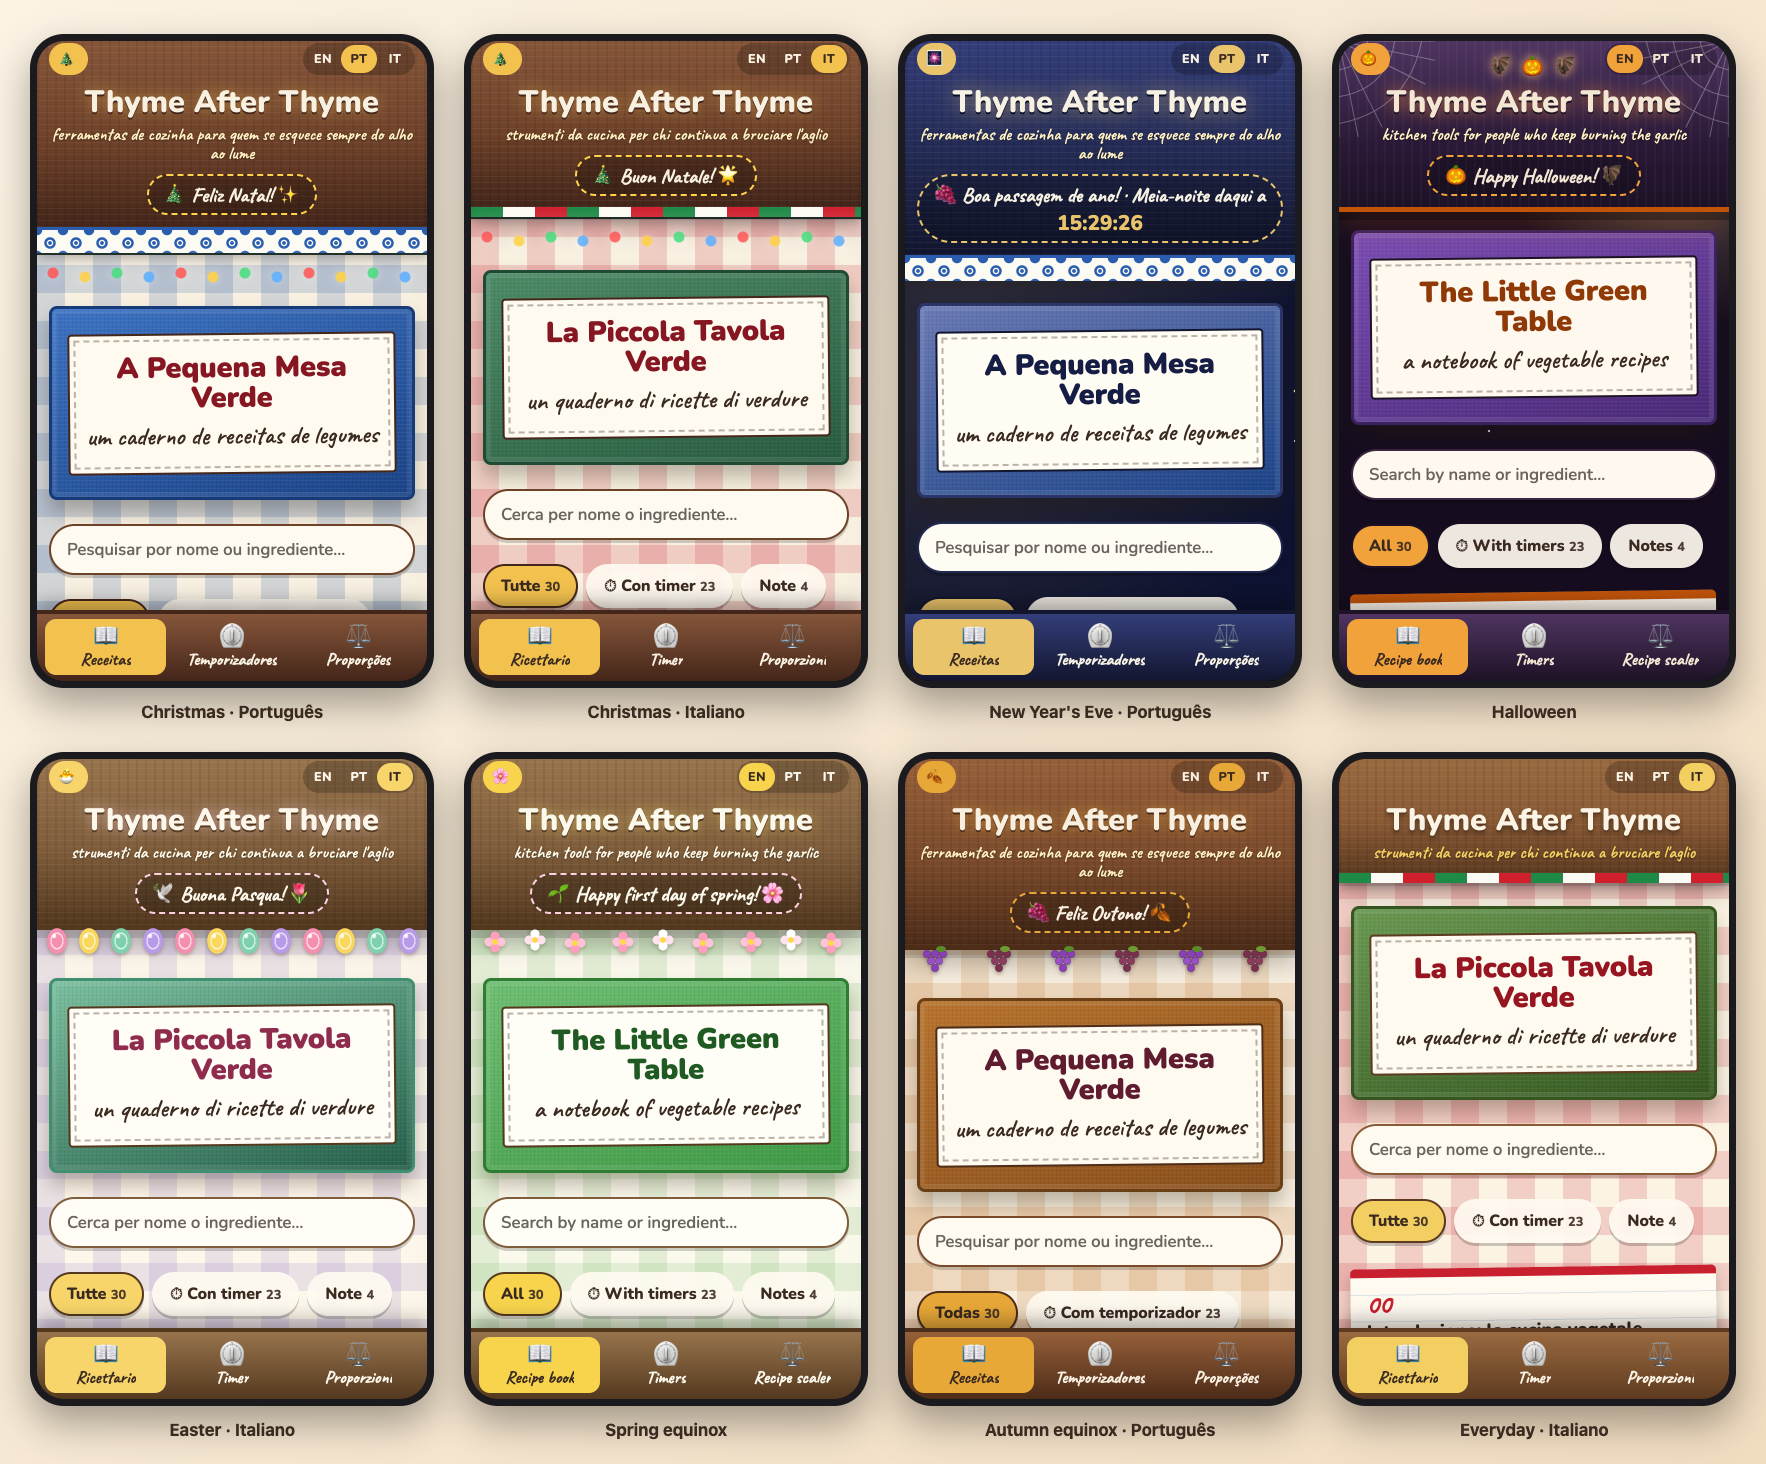 EN PT IT
Thyme After Thyme
ferramentas de cozinha para quem se esquece sempre do alho
ao lume
Feliz Natal!
A Pequena Mesa
Verde
um caderno de receitas de legumes
Pesquisar por nome ou ingrediente...
Receitas Temporizadores Proporções
Christmas · Português
EN PT IT
Thyme After Thyme
strumenti da cucina per chi continua a bruciare l'aglio
Buon Natale!
La Piccola Tavola
Verde
un quaderno di ricette di verdure
Cerca per nome o ingrediente...
Tutte 30 Con timer 23 Note 4
Ricettario Timer Proporzioni
Christmas · Italiano
EN PT IT
Thyme After Thyme
ferramentas de cozinha para quem se esquece sempre do alho
ao lume
Boa passagem de ano! · Meia-noite daqui a
15:29:26
A Pequena Mesa
Verde
um caderno de receitas de legumes
Pesquisar por nome ou ingrediente...
Receitas Temporizadores Proporções
New Year's Eve · Português
EN PT IT
Thyme After Thyme
kitchen tools for people who keep burning the garlic
Happy Halloween!
The Little Green
Table
a notebook of vegetable recipes
Search by name or ingredient...
All 30 With timers 23 Notes 4
Recipe book Timers Recipe scaler
Halloween
EN PT IT
Thyme After Thyme
strumenti da cucina per chi continua a bruciare l'aglio
Buona Pasqua!
La Piccola Tavola
Verde
un quaderno di ricette di verdure
Cerca per nome o ingrediente...
Tutte 30 Con timer 23 Note 4
Ricettario Timer Proporzioni
Easter · Italiano
EN PT IT
Thyme After Thyme
kitchen tools for people who keep burning the garlic
Happy first day of spring!
The Little Green
Table
a notebook of vegetable recipes
Search by name or ingredient...
All 30 With timers 23 Notes 4
Recipe book Timers Recipe scaler
Spring equinox
EN PT IT
Thyme After Thyme
ferramentas de cozinha para quem se esquece sempre do alho
ao lume
Feliz Outono!
A Pequena Mesa
Verde
um caderno de receitas de legumes
Pesquisar por nome ou ingrediente...
Todas 30 Com temporizador 23
Receitas Temporizadores Proporções
Autumn equinox · Português
EN PT IT
Thyme After Thyme
strumenti da cucina per chi continua a bruciare l'aglio
La Piccola Tavola
Verde
un quaderno di ricette di verdure
Cerca per nome o ingrediente...
Tutte 30 Con timer 23 Note 4
00
Ricettario Timer Proporzioni
Everyday · Italiano